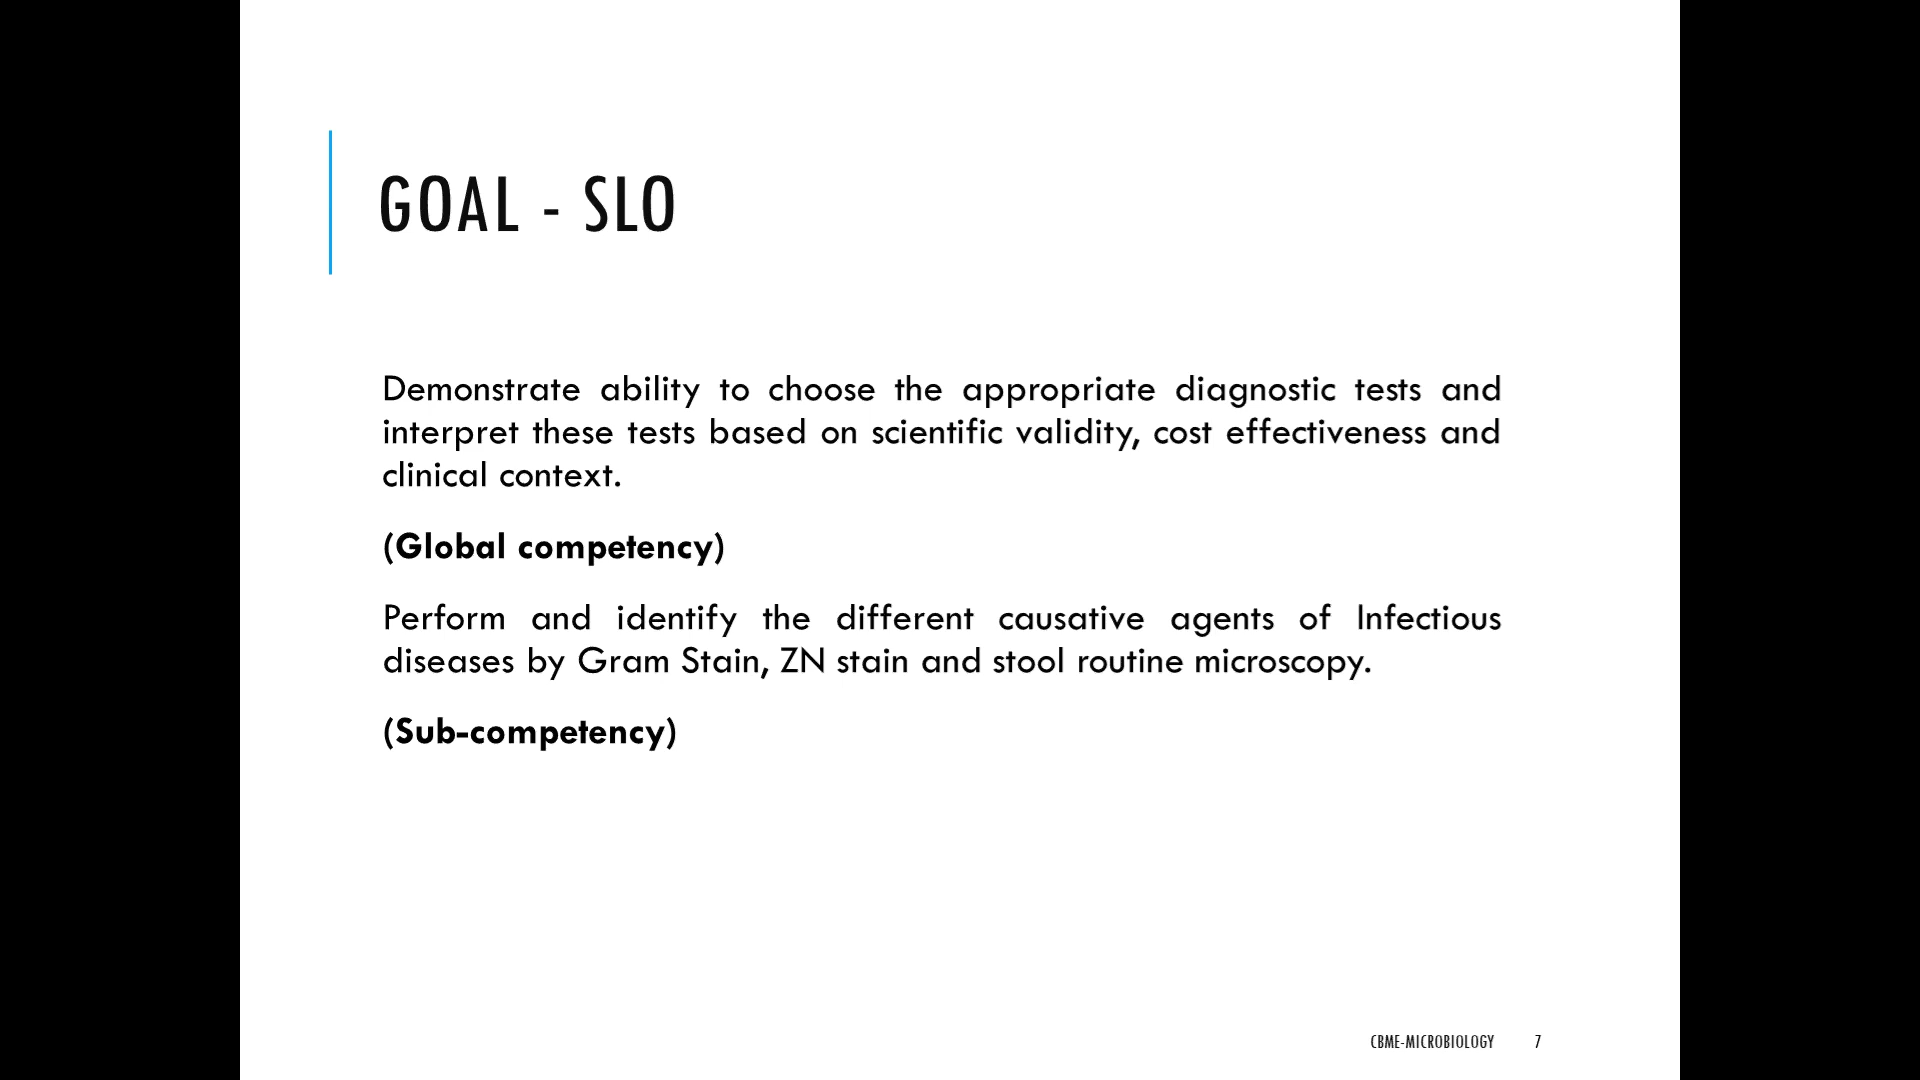 GOAL - SLO
Demonstrate ability to choose the appropriate diagnostic tests and
interpret these tests based on scientific validity, cost effectiveness and
clinical context.
(Global competency)
Perform and identify the different causative agents of Infectious
diseases by Gram Stain, ZN stain and stool routine microscopy.
(Sub-competency)
CBME-MICROBIOLOGY 7